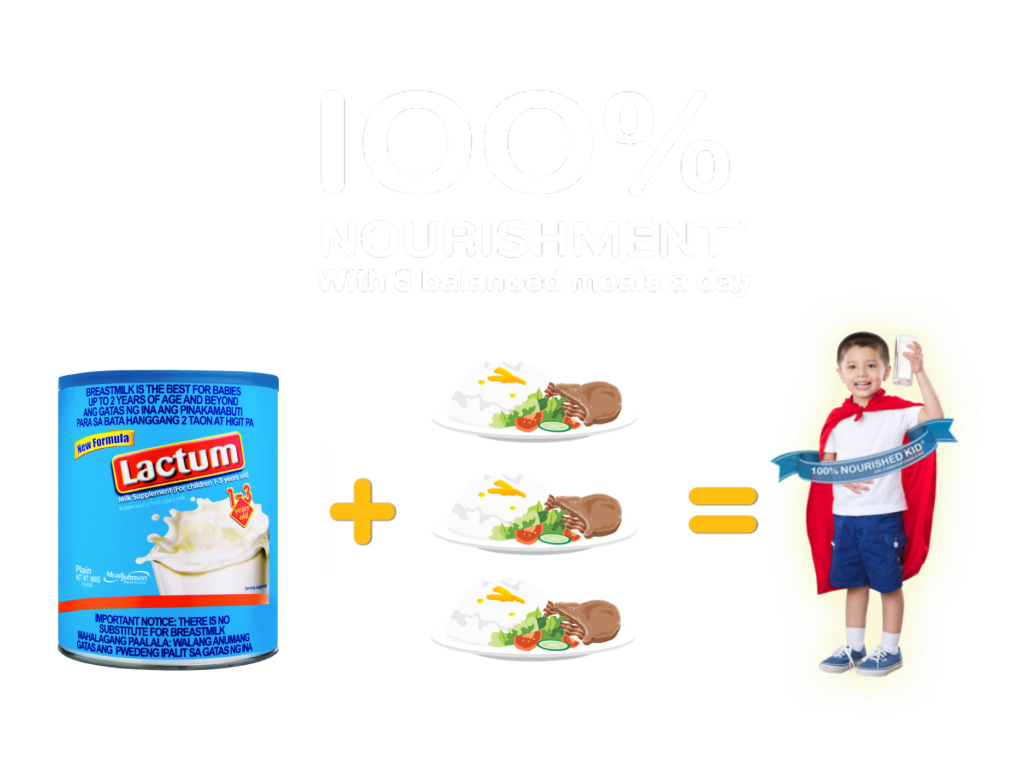 100%
NOURISHMENT™
With 3 balanced meals a day
BREASTMILK IS THE BEST FOR BABIES
UP TO 2 YEARS OF AGE AND BEYOND
ANG GATAS NG INA ANG PINAKAMABUTI
PARA SA BATA HANGGANG 2 TAON AT HIGIT PA
New Formula
Lactum
Milk Supplement (For children 1-3 years old)
1-3
years
old
Plain
NET WT. 900G
MeadJohnson
Nutrition
IMPORTANT NOTICE: THERE IS NO
SUBSTITUTE FOR BREASTMILK
MAHALAGANG PAALALA: WALANG ANUMANG
GATAS ANG PWEDENG IPALIT SA GATAS NG INA
+
=
100% NOURISHED KID™